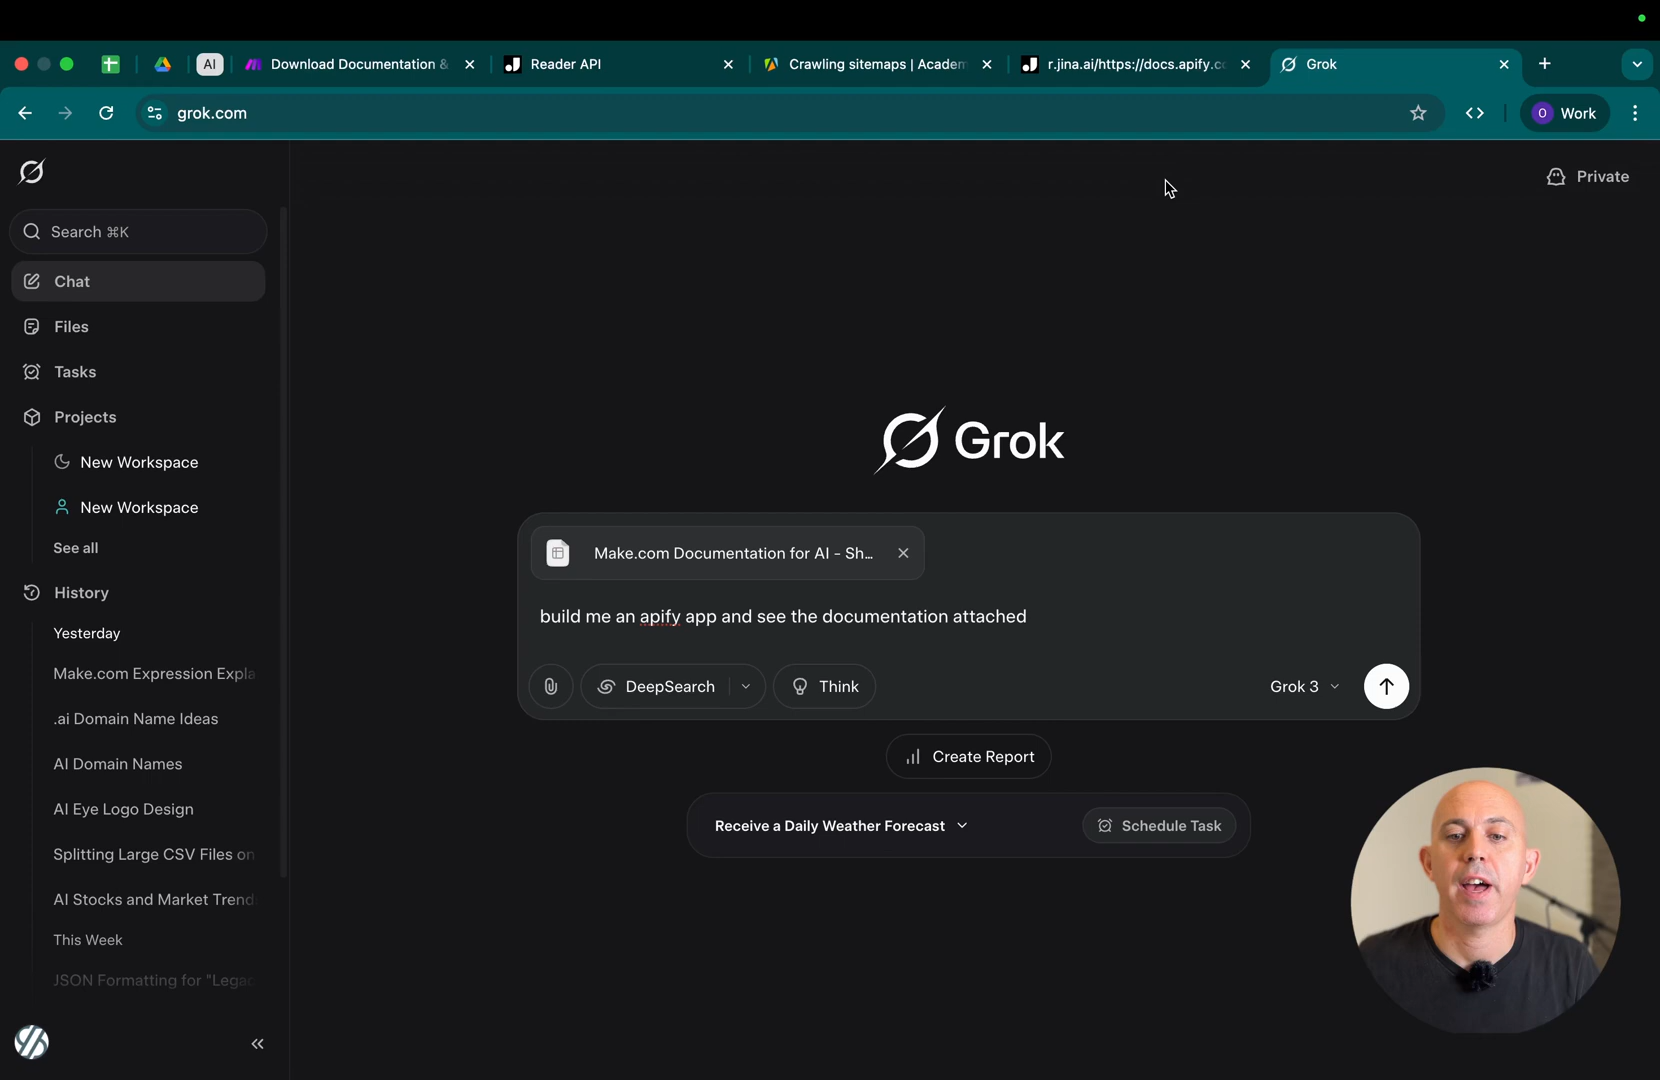 AI
Download Documentation &
Reader API
Crawling sitemaps | Academ
r.jina.ai/https://docs.apify.co
Grok
grok.com
O
Work
Private
Search ⌘K
Chat
Files
Tasks
Projects
New Workspace
New Workspace
See all
History
Yesterday
Make.com Expression Expla
.ai Domain Name Ideas
AI Domain Names
AI Eye Logo Design
Splitting Large CSV Files on
AI Stocks and Market Trend
This Week
JSON Formatting for "Legac
Grok
Make.com Documentation for AI - Sh...
build me an apify app and see the documentation attached
DeepSearch
Think
Grok 3
Create Report
Receive a Daily Weather Forecast
Schedule Task